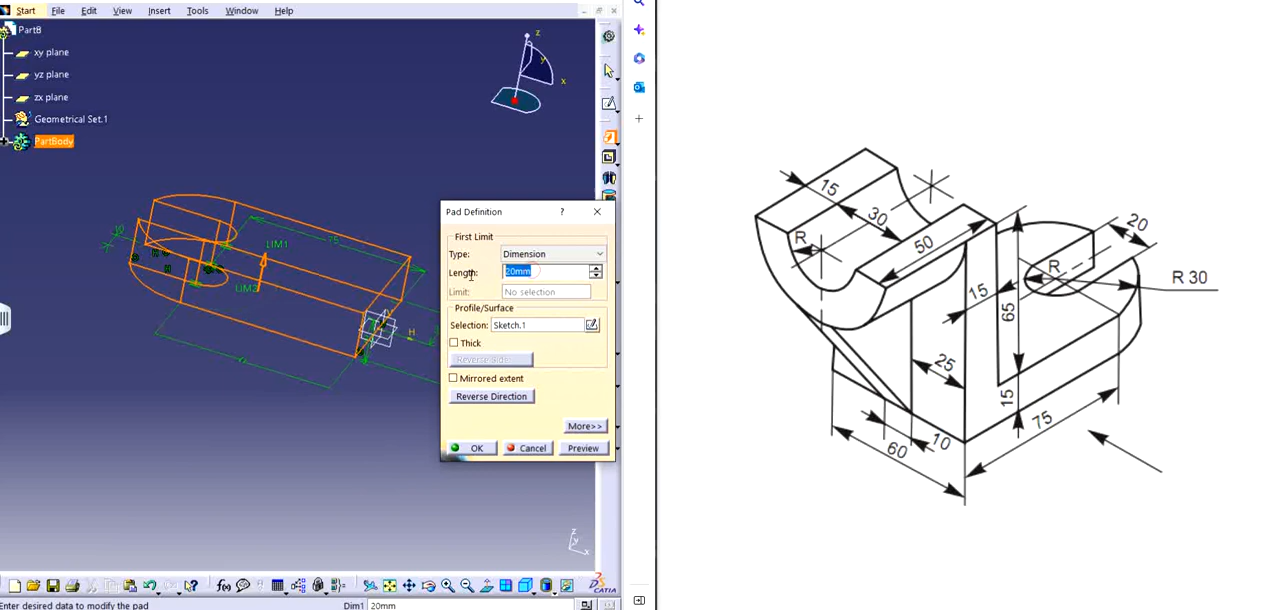 Start File Edit View Insert Tools Window Help
Part8
xy plane
yz plane
zx plane
Geometrical Set.1
PartBody
z
y
x
LIM1
75
LIM2
H
Pad Definition
? ×
First Limit
Type: Dimension
Length: 20mm
Limit: No selection
Profile/Surface
Selection: Sketch.1
Thick
Reverse Side
Mirrored extent
Reverse Direction
More>>
OK Cancel Preview
z
y
x
f(x)
CATIA
Enter desired data to modify the pad
Dim1 20mm
15
30
R
50
20
R
R 30
15
65
25
15
75
10
60